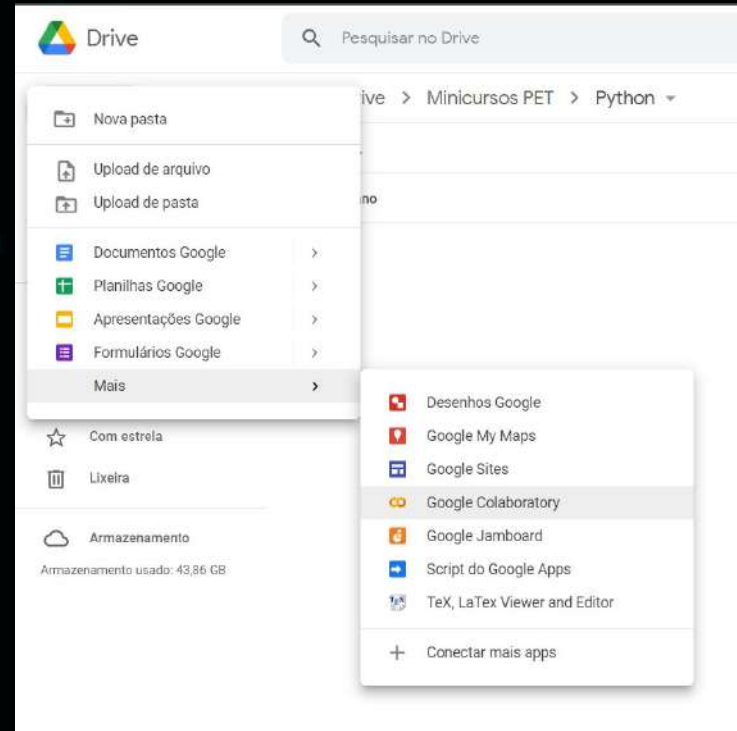 Drive
Pesquisar no Drive
ive > Minicursos PET > Python
Nova pasta
Upload de arquivo
no
Upload de pasta
Documentos Google
Planilhas Google
Apresentações Google
Formulários Google
Mais
Desenhos Google
Google My Maps
Google Sites
Google Colaboratory
Google Jamboard
Script do Google Apps
TeX, LaTex Viewer and Editor
Conectar mais apps
Com estrela
Lixeira
Armazenamento
Armazenamento usado: 43,86 GB